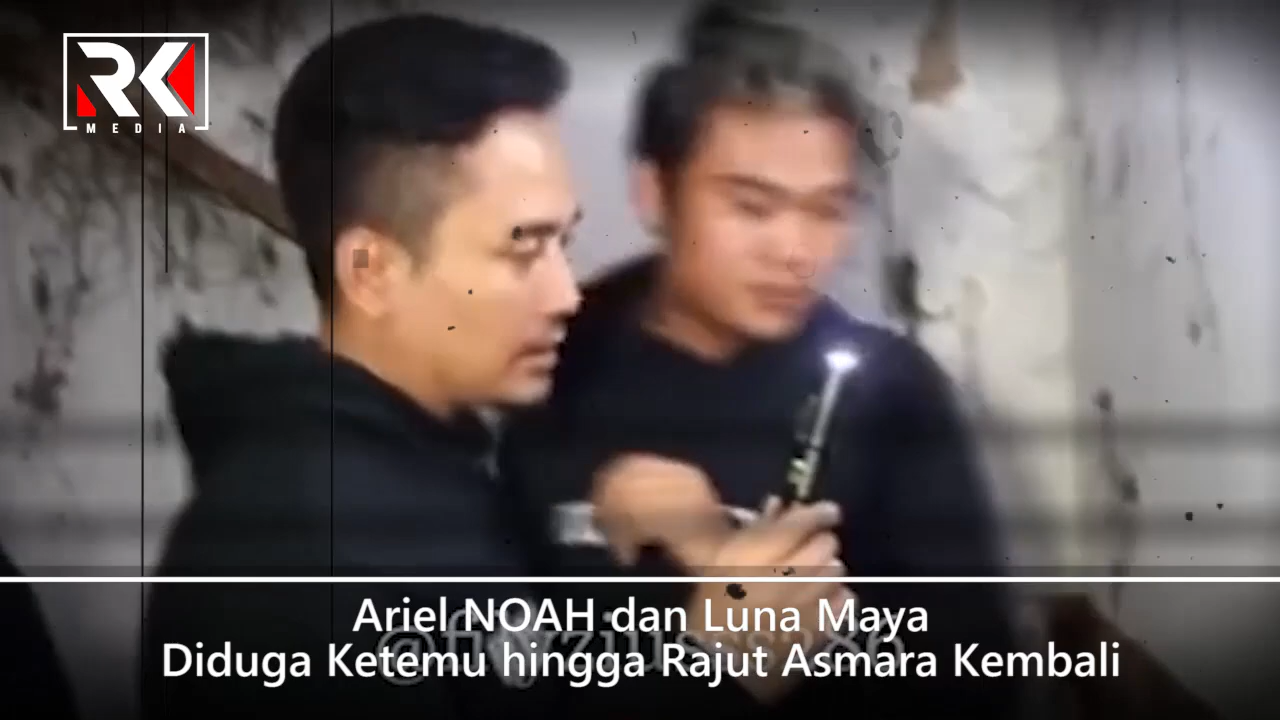 RK
MEDIA
Ariel NOAH dan Luna Maya
Diduga Ketemu hingga Rajut Asmara Kembali